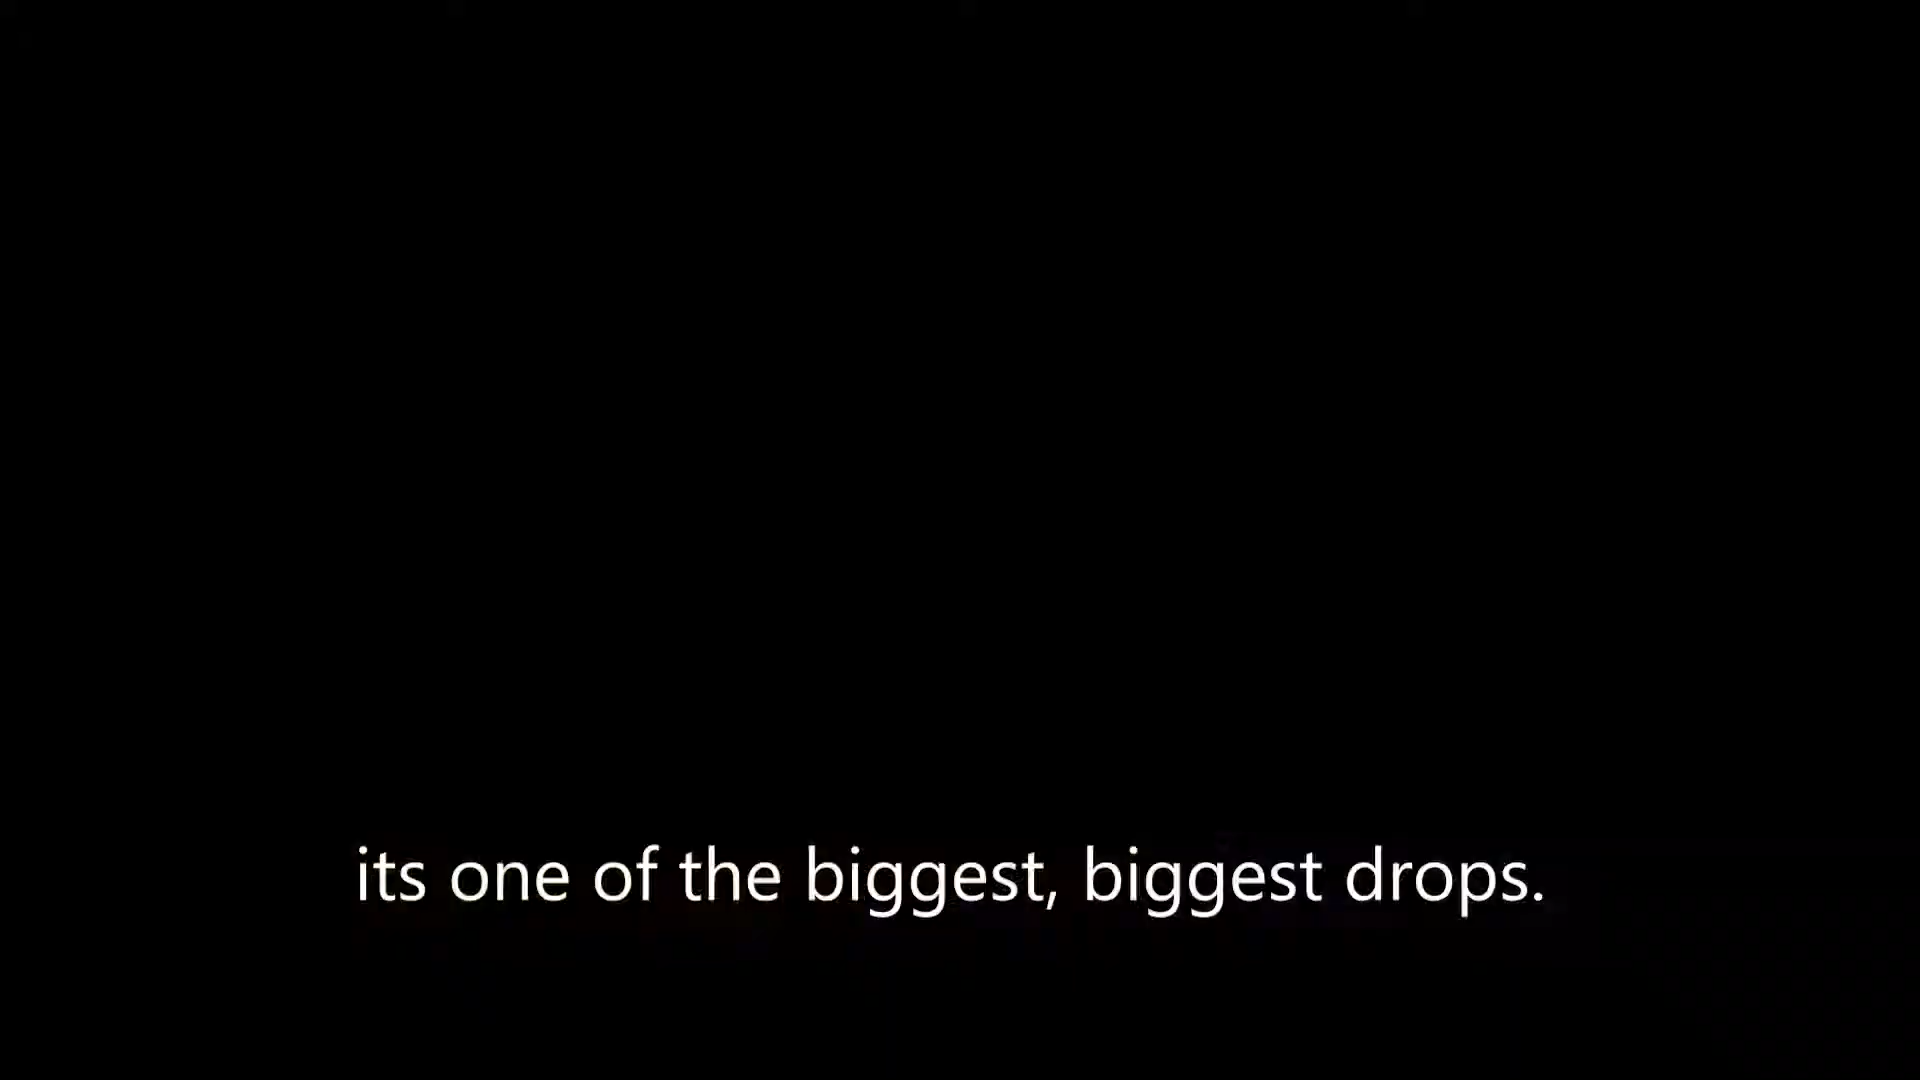 its one of the biggest, biggest drops.